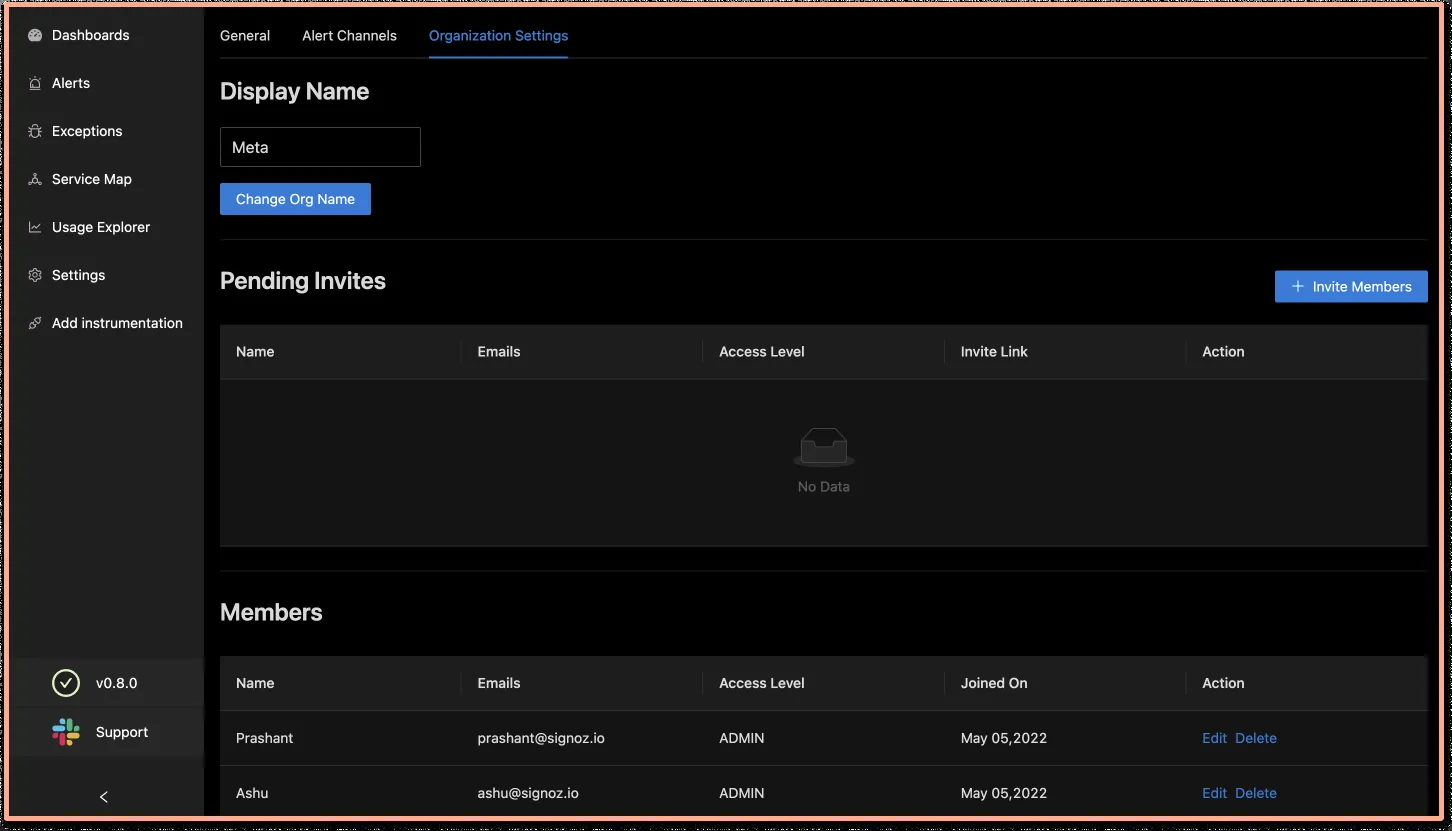 Dashboards
Alerts
Exceptions
Service Map
Usage Explorer
Settings
Add instrumentation
v0.8.0
Support
General Alert Channels Organization Settings
Display Name
Meta
Change Org Name
Pending Invites
+ Invite Members
Name Emails Access Level Invite Link Action
No Data
Members
Name Emails Access Level Joined On Action
Prashant prashant@signoz.io ADMIN May 05,2022 Edit Delete
Ashu ashu@signoz.io ADMIN May 05,2022 Edit Delete